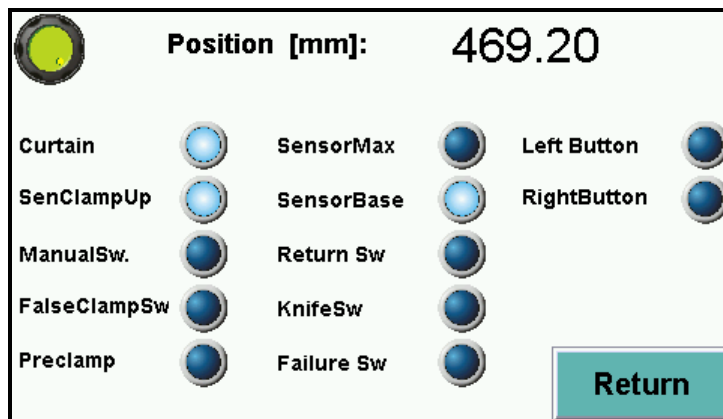 Position [mm]: 469.20
Curtain SensorMax Left Button
SenClampUp SensorBase RightButton
ManualSw. Return Sw
FalseClampSw KnifeSw
Preclamp Failure Sw
Return